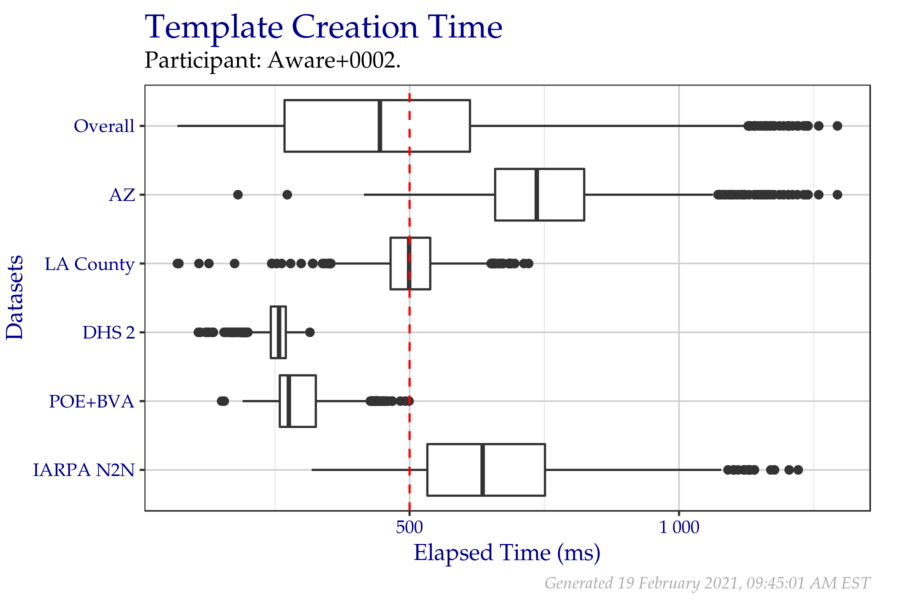 Template Creation Time
Participant: Aware+0002.
Overall
AZ
LA County
DHS 2
POE+BVA
IARPA N2N
Datasets
500
1 000
Elapsed Time (ms)
Generated 19 February 2021, 09:45:01 AM EST